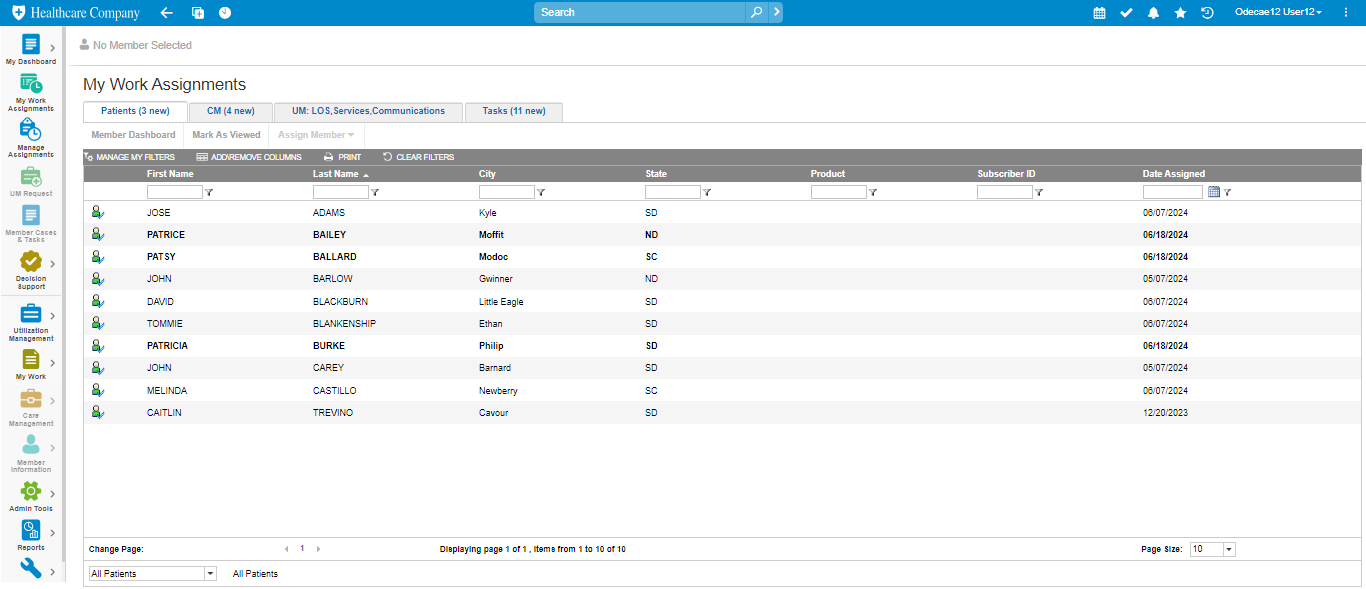 Healthcare Company
Search
Odecae12 User12
My Dashboard
My Work
Assignments
Manage
Assignments
UM Request
Member Cases
& Tasks
Decision
Support
Utilization
Management
My Work
Care
Management
Member
Information
Admin Tools
Reports
No Member Selected
My Work Assignments
Patients (3 new) CM (4 new) UM: LOS,Services,Communications Tasks (11 new)
Member Dashboard Mark As Viewed Assign Member
MANAGE MY FILTERS ADD\REMOVE COLUMNS PRINT CLEAR FILTERS
First Name Last Name City State Product Subscriber ID Date Assigned
JOSE ADAMS Kyle SD 06/07/2024
PATRICE BAILEY Moffit ND 06/18/2024
PATSY BALLARD Modoc SC 06/18/2024
JOHN BARLOW Gwinner ND 05/07/2024
DAVID BLACKBURN Little Eagle SD 06/07/2024
TOMMIE BLANKENSHIP Ethan SD 06/07/2024
PATRICIA BURKE Philip SD 06/18/2024
JOHN CAREY Barnard SD 05/07/2024
MELINDA CASTILLO Newberry SC 06/07/2024
CAITLIN TREVINO Cavour SD 12/20/2023
Change Page: 1 Displaying page 1 of 1 , items from 1 to 10 of 10 Page Size: 10
All Patients All Patients